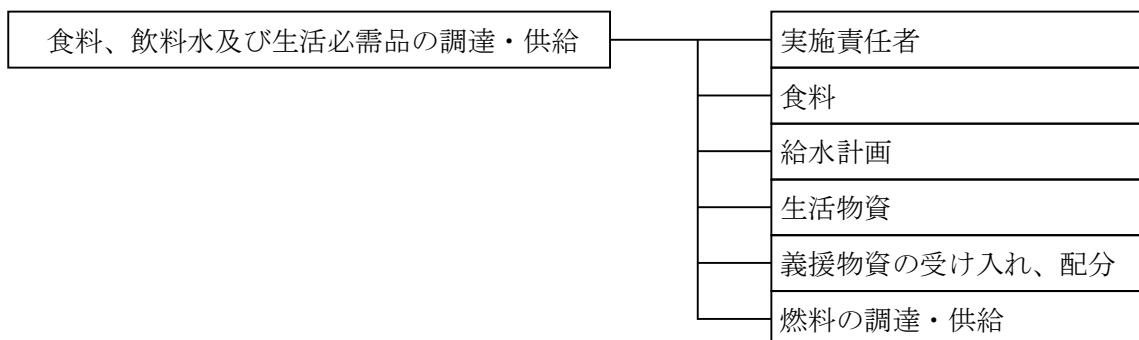 食料、飲料水及び生活必需品の調達・供給
実施責任者
食料
給水計画
生活物資
義援物資の受け入れ、配分
燃料の調達・供給